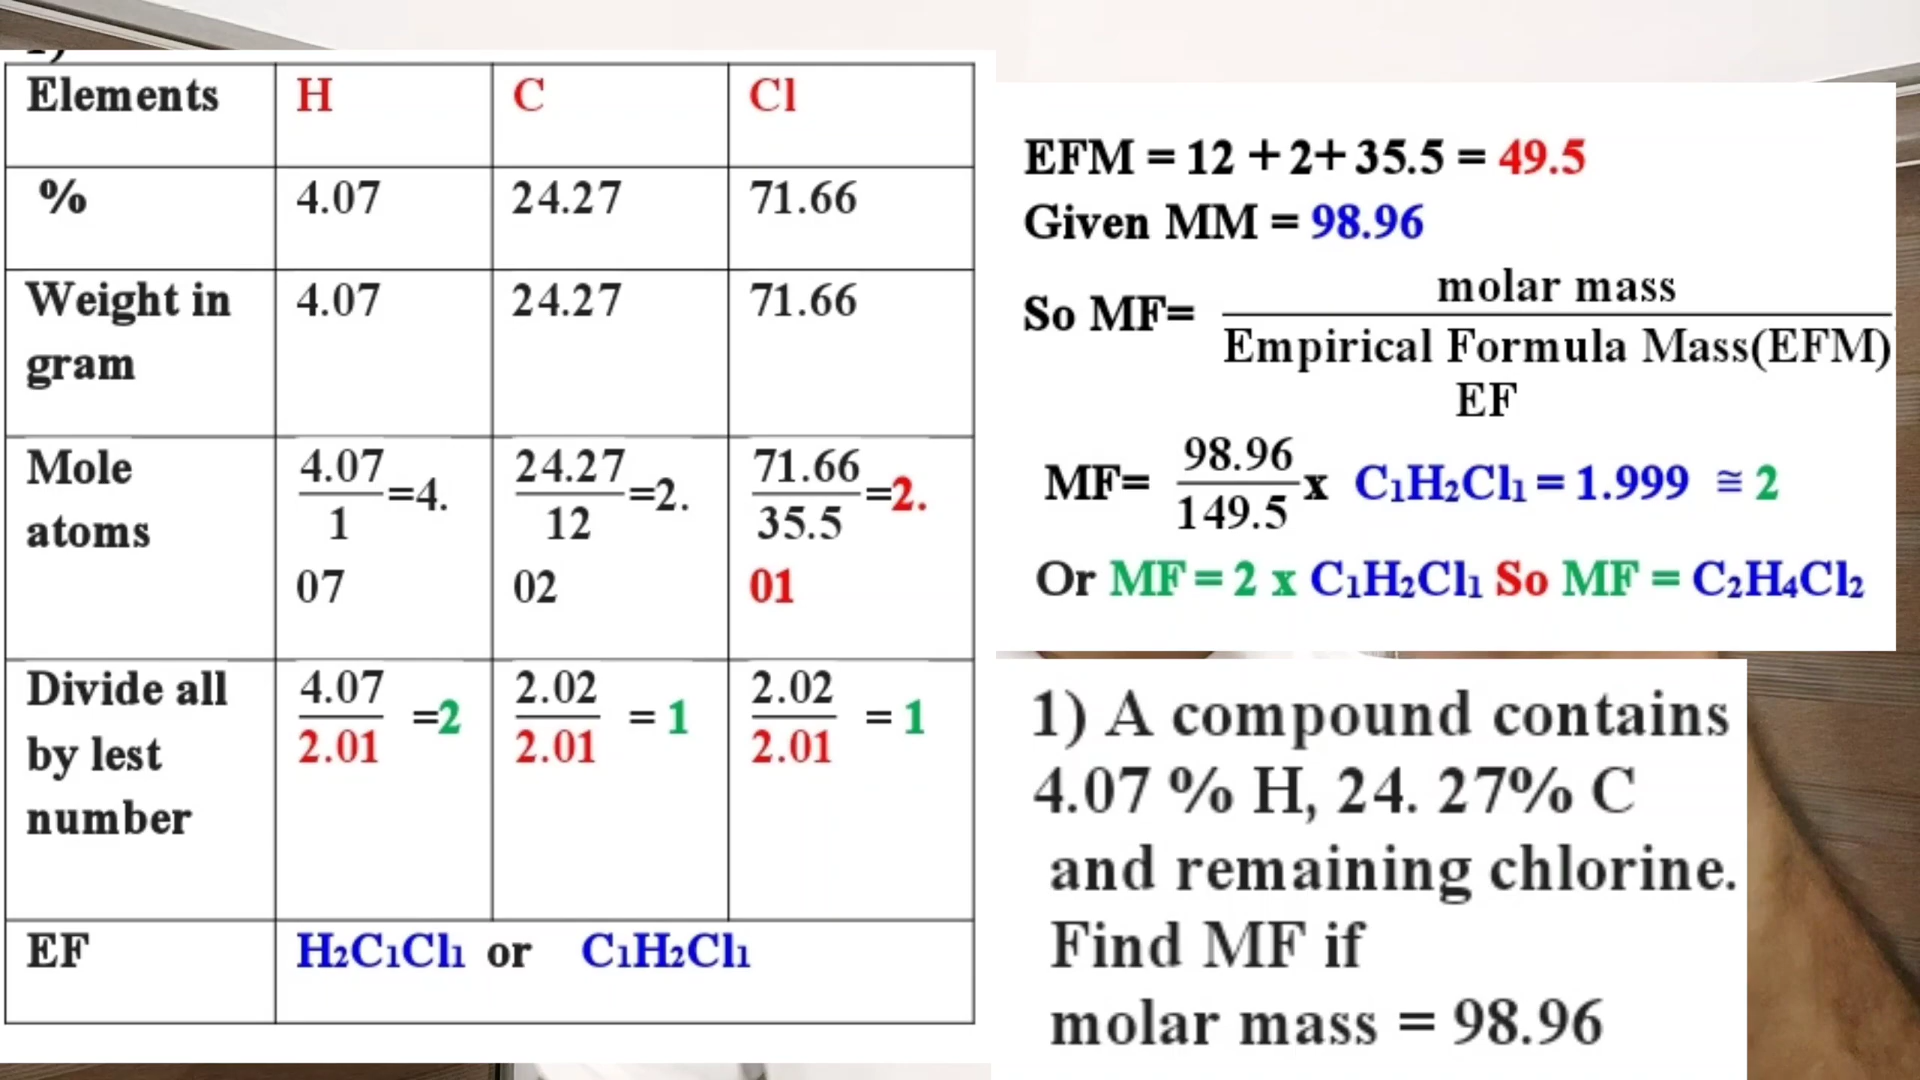 Elements H C Cl
% 4.07 24.27 71.66
Weight in gram 4.07 24.27 71.66
Mole atoms 4.07/1 =4.07 24.27/12 =2.02 71.66/35.5 =2.01
Divide all by lest number 4.07/2.01 =2 2.02/2.01 = 1 2.02/2.01 = 1
EF H₂C₁Cl₁ or C₁H₂Cl₁
EFM = 12 + 2+ 35.5 = 49.5
Given MM = 98.96
So MF= molar mass / Empirical Formula Mass(EFM)
EF
MF= 98.96/149.5 x C₁H₂Cl₁ = 1.999 ≅ 2
Or MF = 2 x C₁H₂Cl₁ So MF = C₂H₄Cl₂
1) A compound contains
4.07 % H, 24. 27% C
and remaining chlorine.
Find MF if
molar mass = 98.96